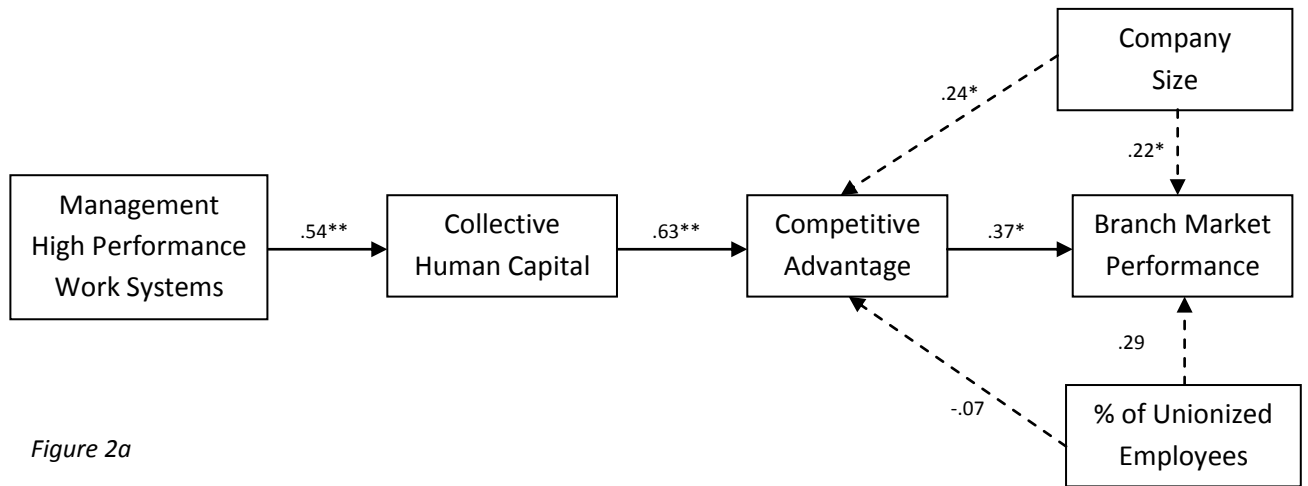 Company
Size
.24*
.22*
Management
High Performance
Work Systems
.54**
Collective
Human Capital
.63**
Competitive
Advantage
.37*
Branch Market
Performance
.29
-.07
% of Unionized
Employees
Figure 2a